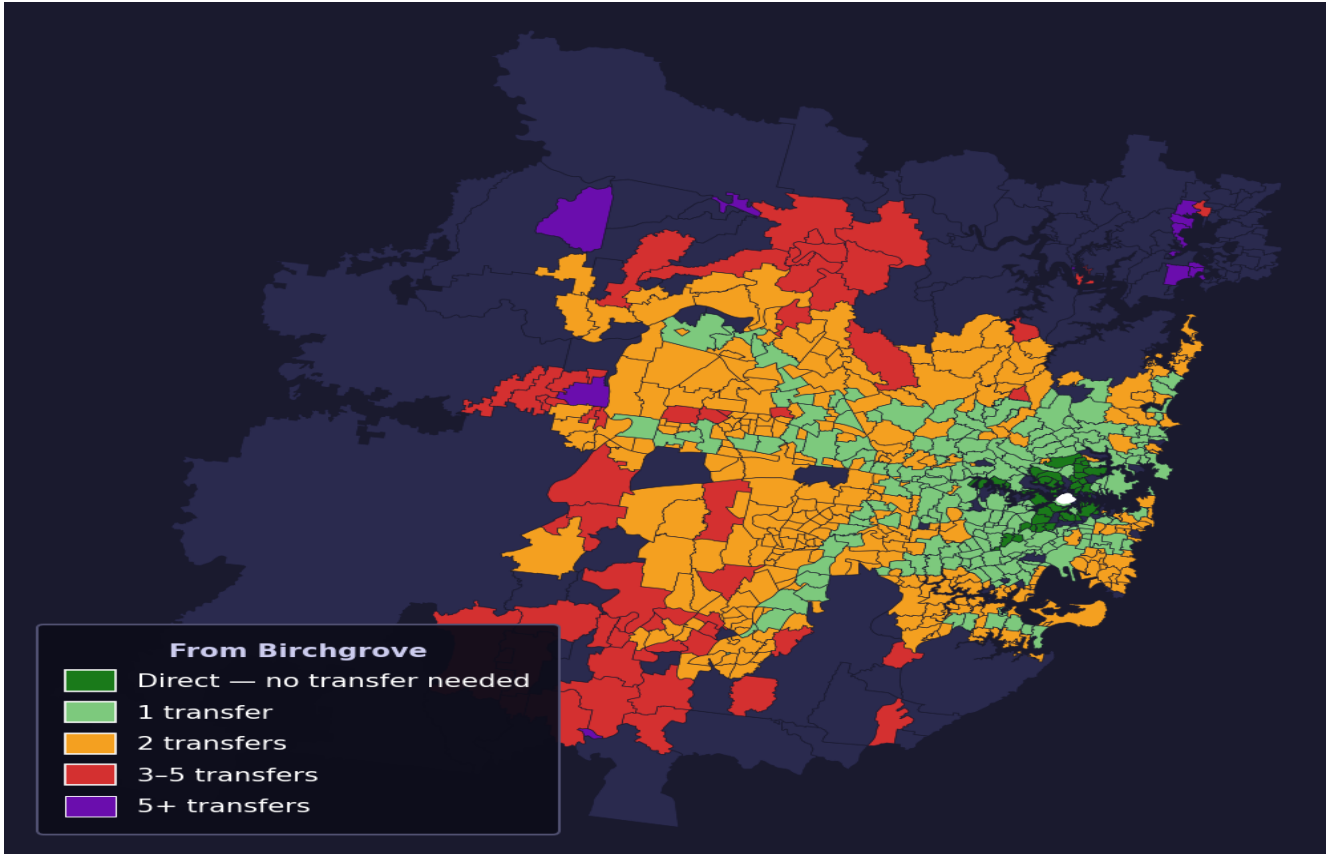 From Birchgrove
Direct — no transfer needed
1 transfer
2 transfers
3–5 transfers
5+ transfers